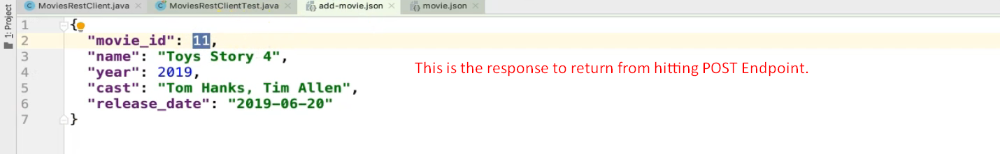 MoviesRestClient.java
MoviesRestClientTest.java
add-movie.json
movie.json
1: Project
1 {
2 "movie_id": 11,
3 "name": "Toys Story 4",
4 "year": 2019,
5 "cast": "Tom Hanks, Tim Allen",
6 "release_date": "2019-06-20"
7 }
This is the response to return from hitting POST Endpoint.